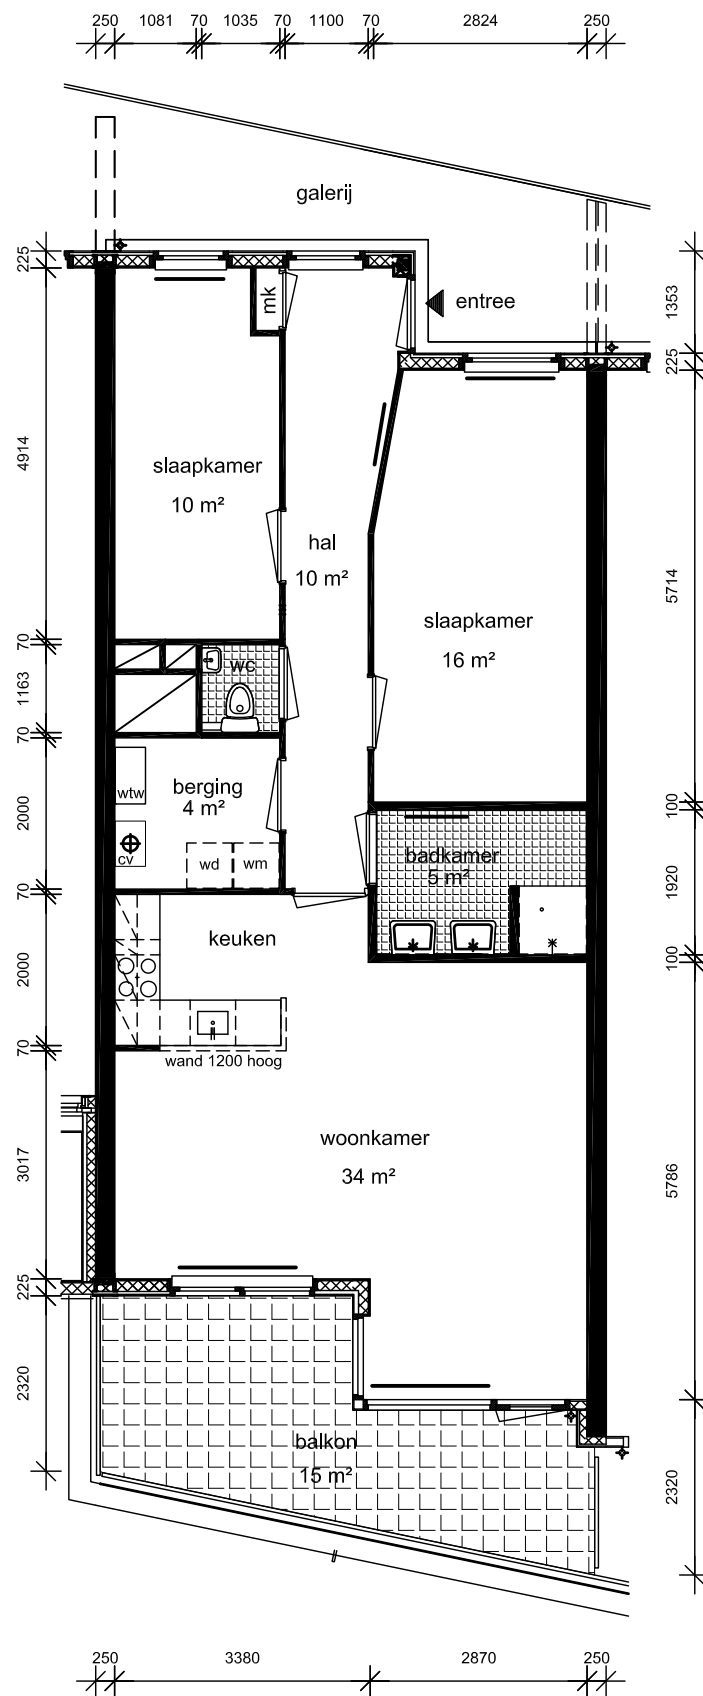 250 1081 70 1035 70 1100 70 2824 250
galerij
225
mk
entree
1353
225
4914
slaapkamer
10 m²
hal
10 m²
5714
slaapkamer
16 m²
70
wc
1163
70
berging
4 m²
wtw
2000
cv
wd
wm
100
badkamer
5 m²
1920
70
keuken
100
2000
70
wand 1200 hoog
woonkamer
34 m²
3017
5786
225
2320
balkon
15 m²
2320
250 3380 2870 250